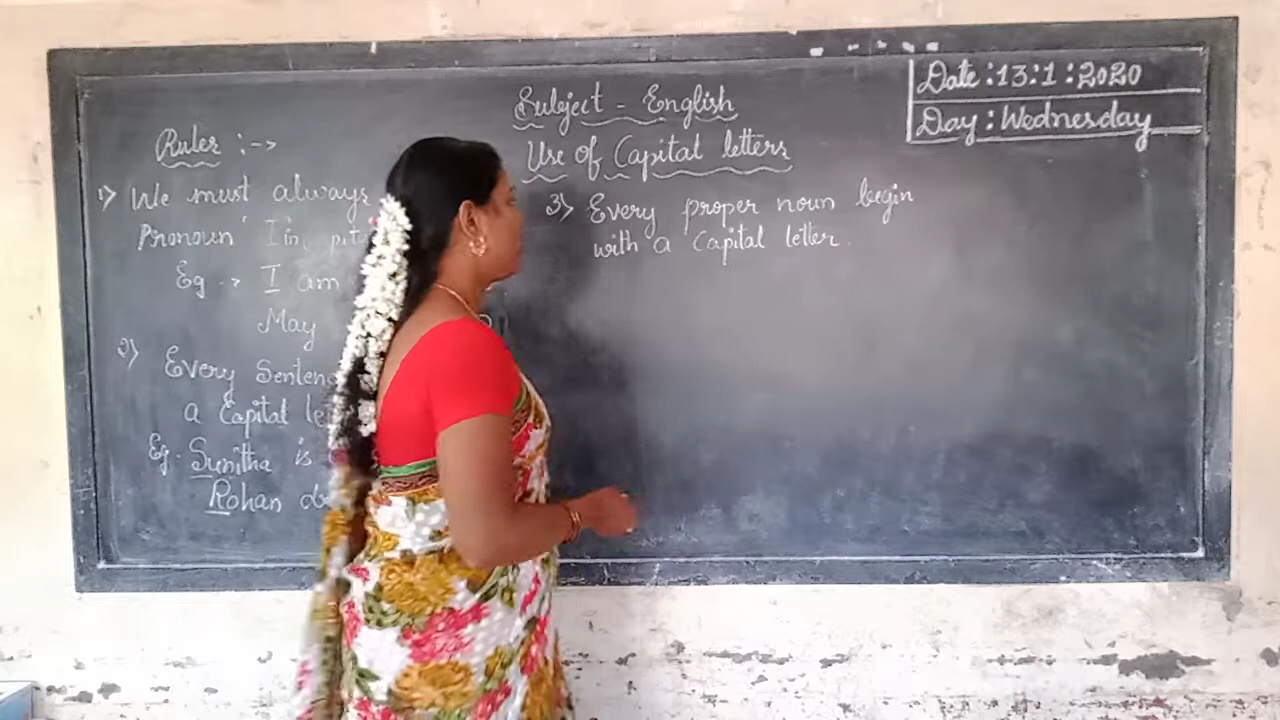 Date : 13 : 1 : 2020
Day : Wednesday
Subject - English
Use of Capital letters
Rules :->
1) We must always
Pronoun 'I' in
Eg -> I am
May
2) Every
a Capital
Eg. Sunitha is
Rohan
3) Every proper noun begin
with a Capital letter.